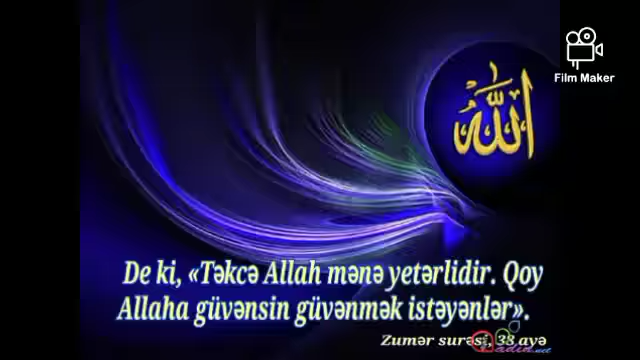 Film Maker
الله
De ki, «Təkcə Allah mənə yetərlidir. Qoy
Allaha güvənsin güvənmək istəyənlər».
Zumər surəsi, 38 ayə